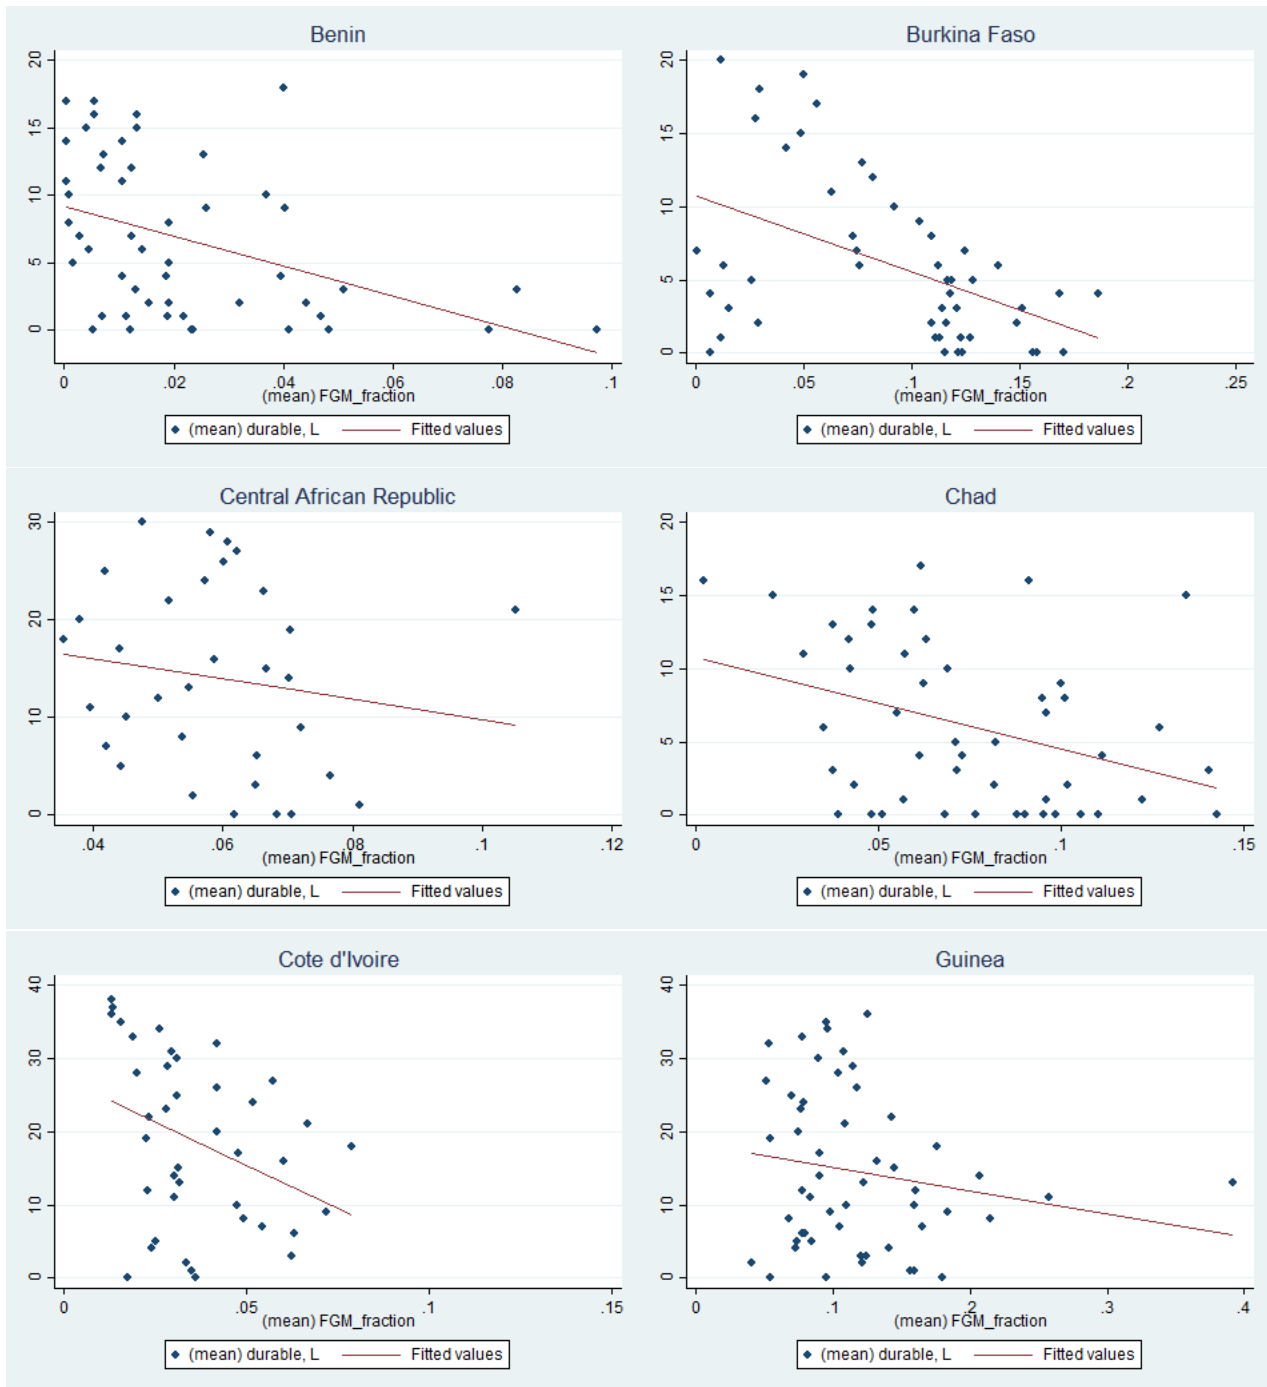 Benin
20
15
10
5
0
0 .02 .04 .06 .08 .1
(mean) FGM_fraction
(mean) durable, L Fitted values
Burkina Faso
20
15
10
5
0
0 .05 .1 .15 .2 .25
(mean) FGM_fraction
(mean) durable, L Fitted values
Central African Republic
30
20
10
0
.04 .06 .08 .1 .12
(mean) FGM_fraction
(mean) durable, L Fitted values
Chad
20
15
10
5
0
0 .05 .1 .15
(mean) FGM_fraction
(mean) durable, L Fitted values
Cote d'Ivoire
40
30
20
10
0
0 .05 .1 .15
(mean) FGM_fraction
(mean) durable, L Fitted values
Guinea
40
30
20
10
0
0 .1 .2 .3 .4
(mean) FGM_fraction
(mean) durable, L Fitted values